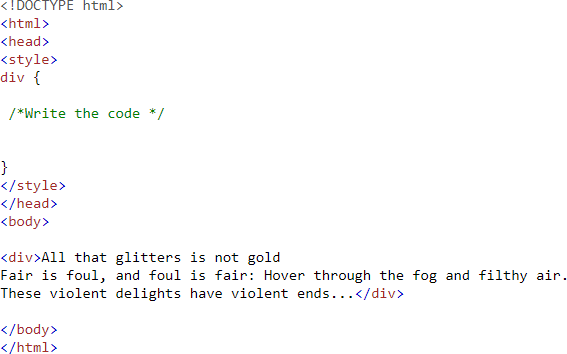 <!DOCTYPE html>
<html>
<head>
<style>
div {
/*Write the code */
}
</style>
</head>
<body>
<div>All that glitters is not gold
Fair is foul, and foul is fair: Hover through the fog and filthy air.
These violent delights have violent ends...</div>
</body>
</html>